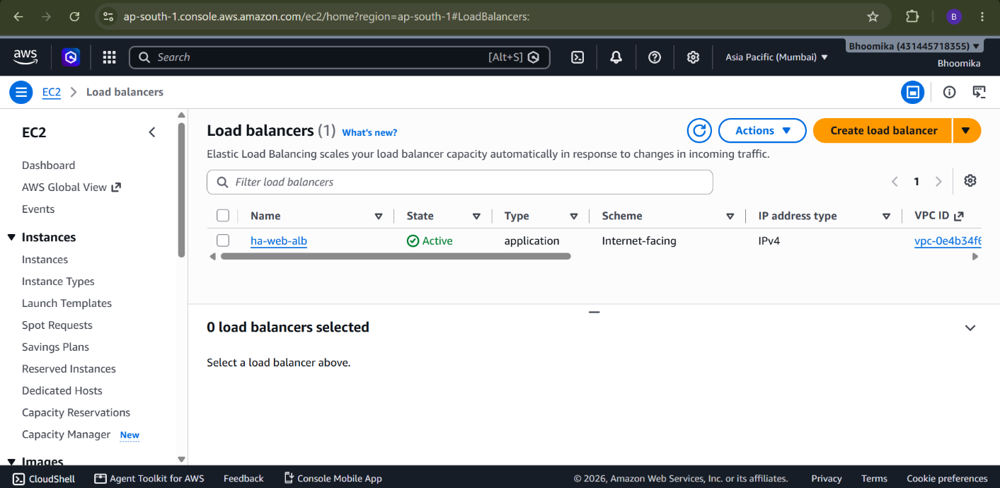 ap-south-1.console.aws.amazon.com/ec2/home?region=ap-south-1#LoadBalancers:
B
aws
Search
[Alt+S]
Asia Pacific (Mumbai)
Bhoomika (431445718355)
Bhoomika
EC2
Load balancers
EC2
Dashboard
AWS Global View
Events
Instances
Instances
Instance Types
Launch Templates
Spot Requests
Savings Plans
Reserved Instances
Dedicated Hosts
Capacity Reservations
Capacity Manager New
Images
Load balancers (1) What's new?
Actions
Create load balancer
Elastic Load Balancing scales your load balancer capacity automatically in response to changes in incoming traffic.
Filter load balancers
1
Name State Type Scheme IP address type VPC ID
ha-web-alb Active application Internet-facing IPv4 vpc-0e4b34f6
0 load balancers selected
Select a load balancer above.
CloudShell Agent Toolkit for AWS Feedback Console Mobile App © 2026, Amazon Web Services, Inc. or its affiliates. Privacy Terms Cookie preferences